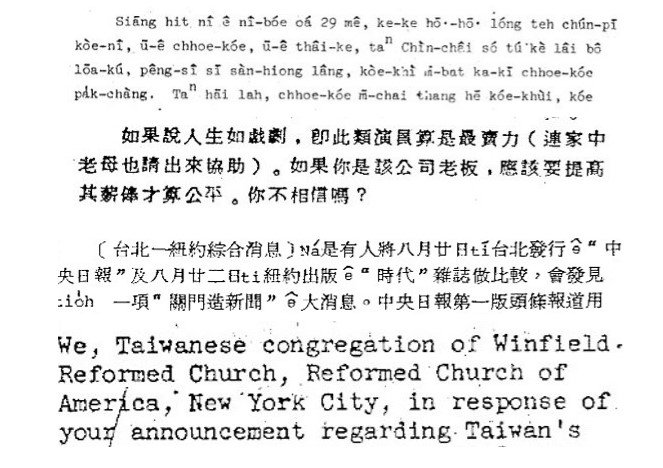 Siāng hit nî ê nî-bóe oá 29 mê, ke-ke hō·-hō· lóng teh chún-pī
kòe-nî, ū-ê chhoe-kóe, ū-ê thâi-ke, taⁿ Chìn-chêi só tú kè lâi bô
lōa-kú, pêng-sî sī sàn-hiong lâng, kòe-khì m̄-bat ka-kī chhoe-kóe
pák-chàng. Taⁿ hāi lah, chhoe-kóe m̄-chai thang hē kóe-khùi, kóe
如果說人生如戲劇，卽此類演員算是最賣力（連家中
老母也請出來協助）。如果你是該公司老板，應該要提高
其薪俸才算公平。你不相信嗎？
〔台北一紐約綜合消息〕Ná是有人將八月廿日tī台北發行ê“中
央日報”及八月廿二日tī紐約出版ê“時代”雜誌做比較，會發見
tio̍h 一項“關門造新聞”ê大消息。中央日報第一版頭條報道用
We, Taiwanese congregation of Winfield
Reformed Church, Reformed Church of
America, New York City, in response of
your announcement regarding Taiwan's